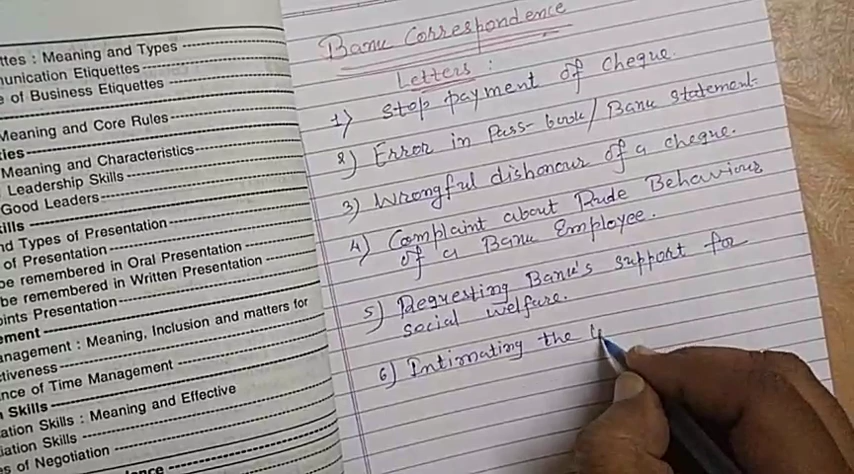 ttes : Meaning and Types
unication Etiquettes
e of Business Etiquettes
Meaning and Core Rules
ies
Meaning and Characteristics
Leadership Skills
Good Leaders
ills
nd Types of Presentation
of Presentation
be remembered in Oral Presentation
be remembered in Written Presentation
oints Presentation
ement
anagement : Meaning, Inclusion and matters for
ctiveness
nce of Time Management
n Skills
ation Skills : Meaning and Effective
iation Skills
es of Negotiation
Bank Correspondence
Letters :
1) Stop payment of cheque.
2) Error in Pass-book/Bank statement.
3) Wrongful dishonour of a cheque.
4) Complaint about Rude Behaviour
of a Bank Employee.
5) Requesting Bank's support for
social welfare.
6) Intimating the